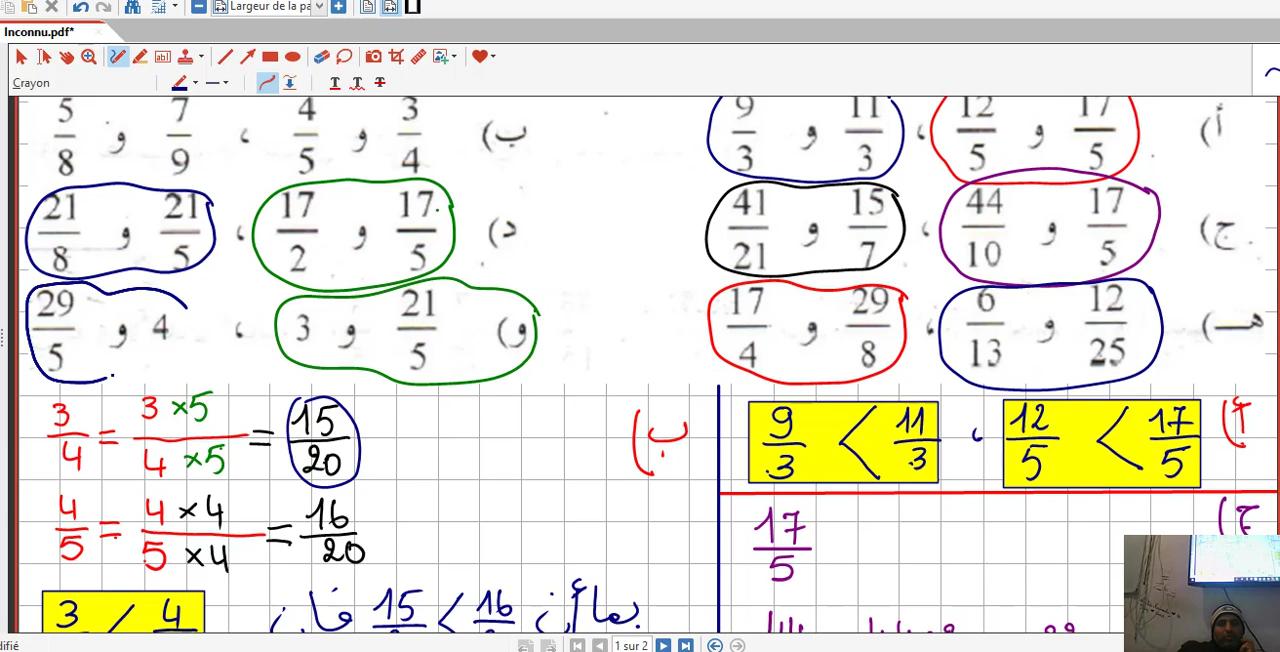 Largeur de la pa
Inconnu.pdf*
Crayon
أ) 17/5 و 12/5 ، 11/3 و 9/3
ب) 3/4 و 4/5 ، 7/9 و 5/8
ج) 17/5 و 44/10 ، 15/7 و 41/21
د) 17/5 و 17/2 ، 21/5 و 21/8
هـ) 12/25 و 6/13 ، 29/8 و 17/4
و) 21/5 و 3 ، 4 و 29/5
أ) 9/3 < 11/3 ، 12/5 < 17/5
ب)
3/4 = 3×5/4×5 = 15/20
4/5 = 4×4/5×4 = 16/20
ج)
17/5
بما أن 15 < 16 فإن
3 / 4
1 sur 2
difié